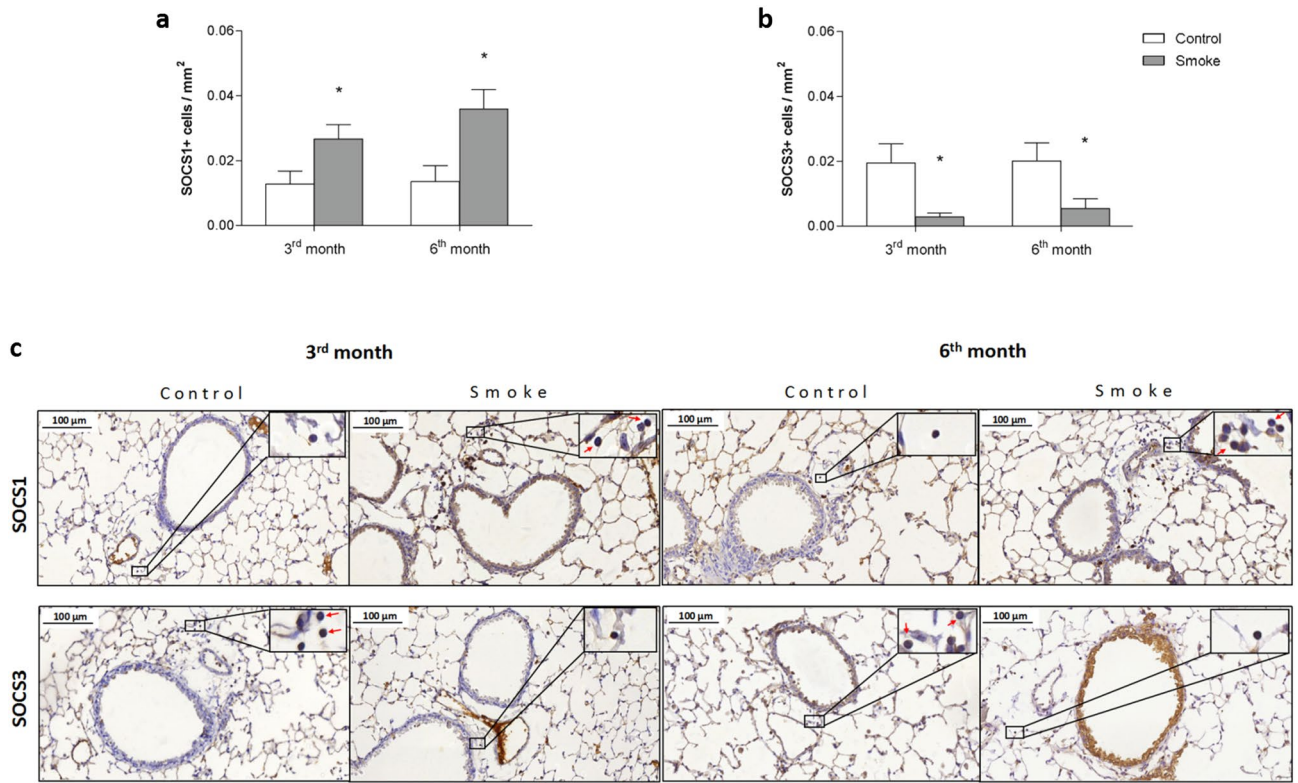 a
SOCS1+ cells / mm²
0.06
0.04
0.02
0.00
*
*
3rd month
6th month
b
SOCS3+ cells / mm²
0.06
0.04
0.02
0.00
*
*
3rd month
6th month
Control
Smoke
c
3rd month
6th month
Control
Smoke
Control
Smoke
SOCS1
100 µm
100 µm
100 µm
100 µm
SOCS3
100 µm
100 µm
100 µm
100 µm